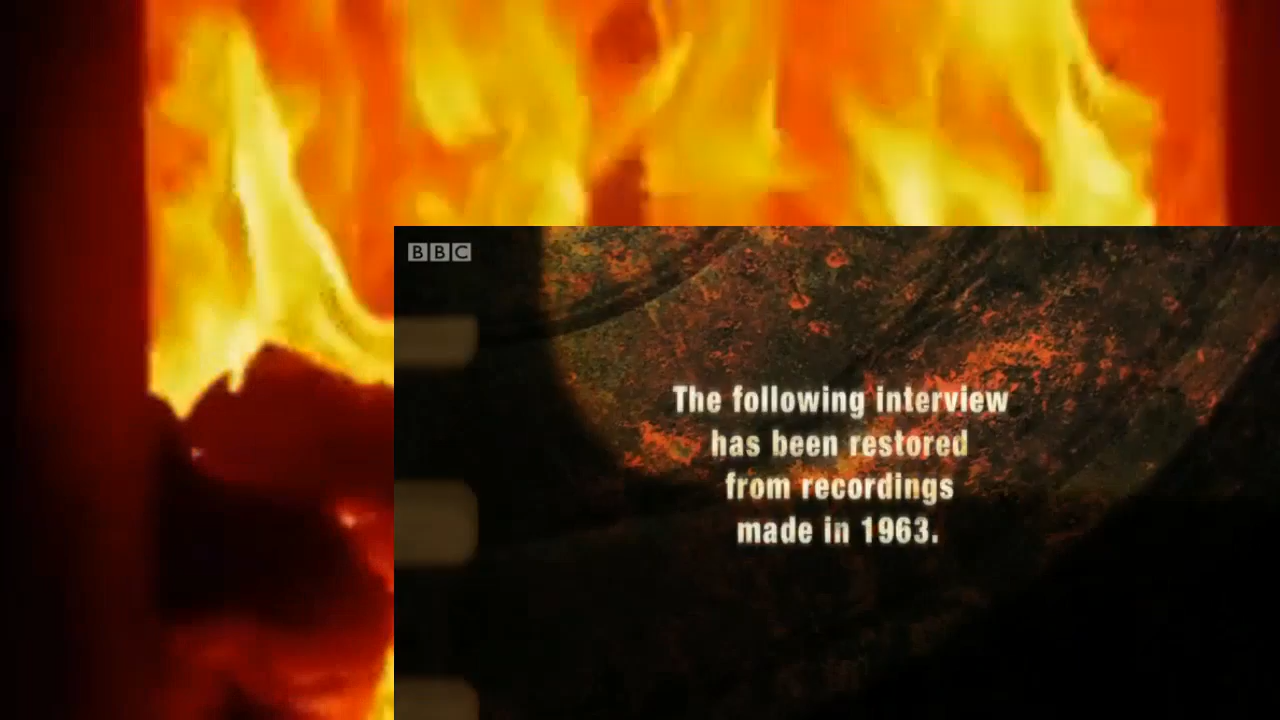 BBC
The following interview
has been restored
from recordings
made in 1963.